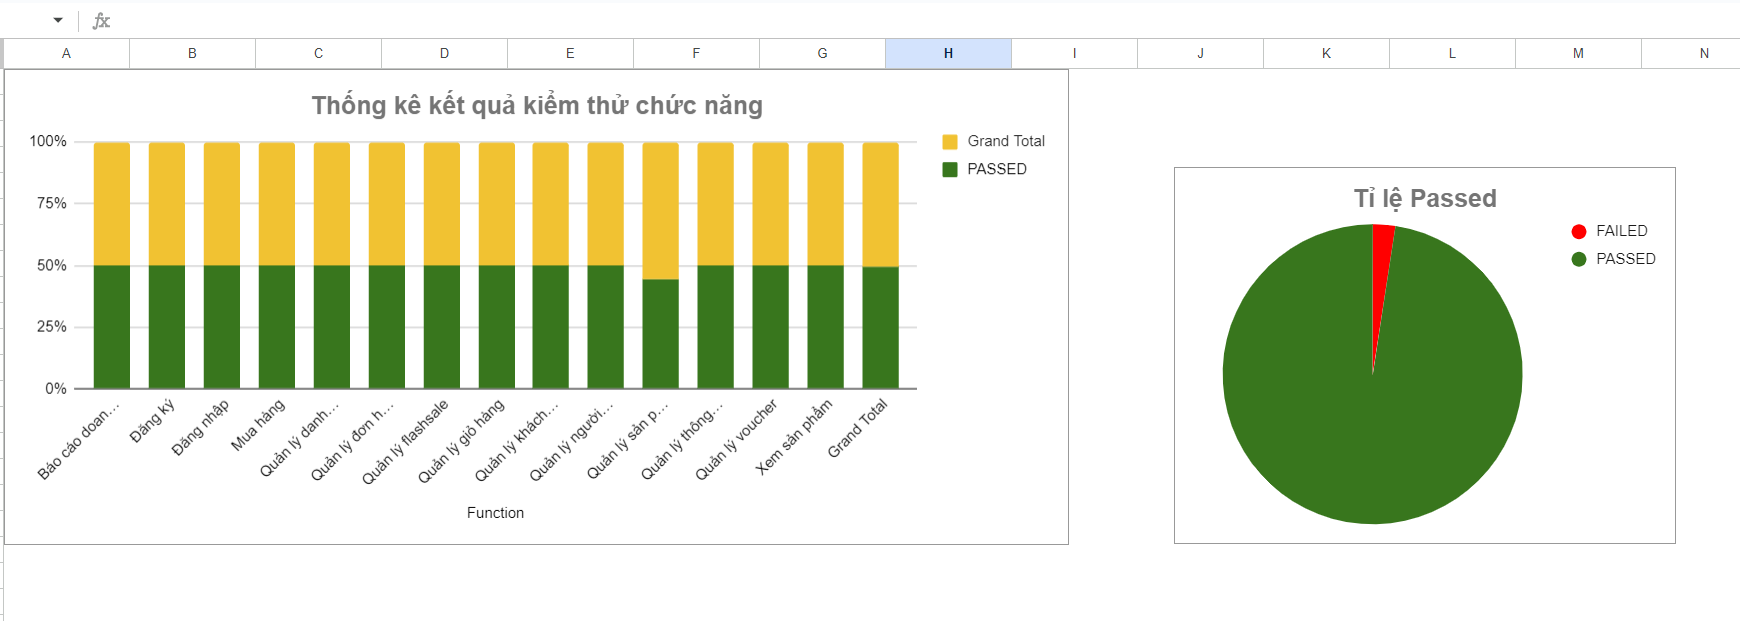 fx
A B C D E F G H I J K L M N
Thống kê kết quả kiểm thử chức năng
100%
75%
50%
25%
0%
Grand Total
PASSED
Báo cáo doan...
Đăng ký
Đăng nhập
Mua hàng
Quản lý danh...
Quản lý đơn h...
Quản lý flashsale
Quản lý giỏ hàng
Quản lý khách...
Quản lý người...
Quản lý sản p...
Quản lý thông...
Quản lý voucher
Xem sản phẩm
Grand Total
Function
Tỉ lệ Passed
FAILED
PASSED